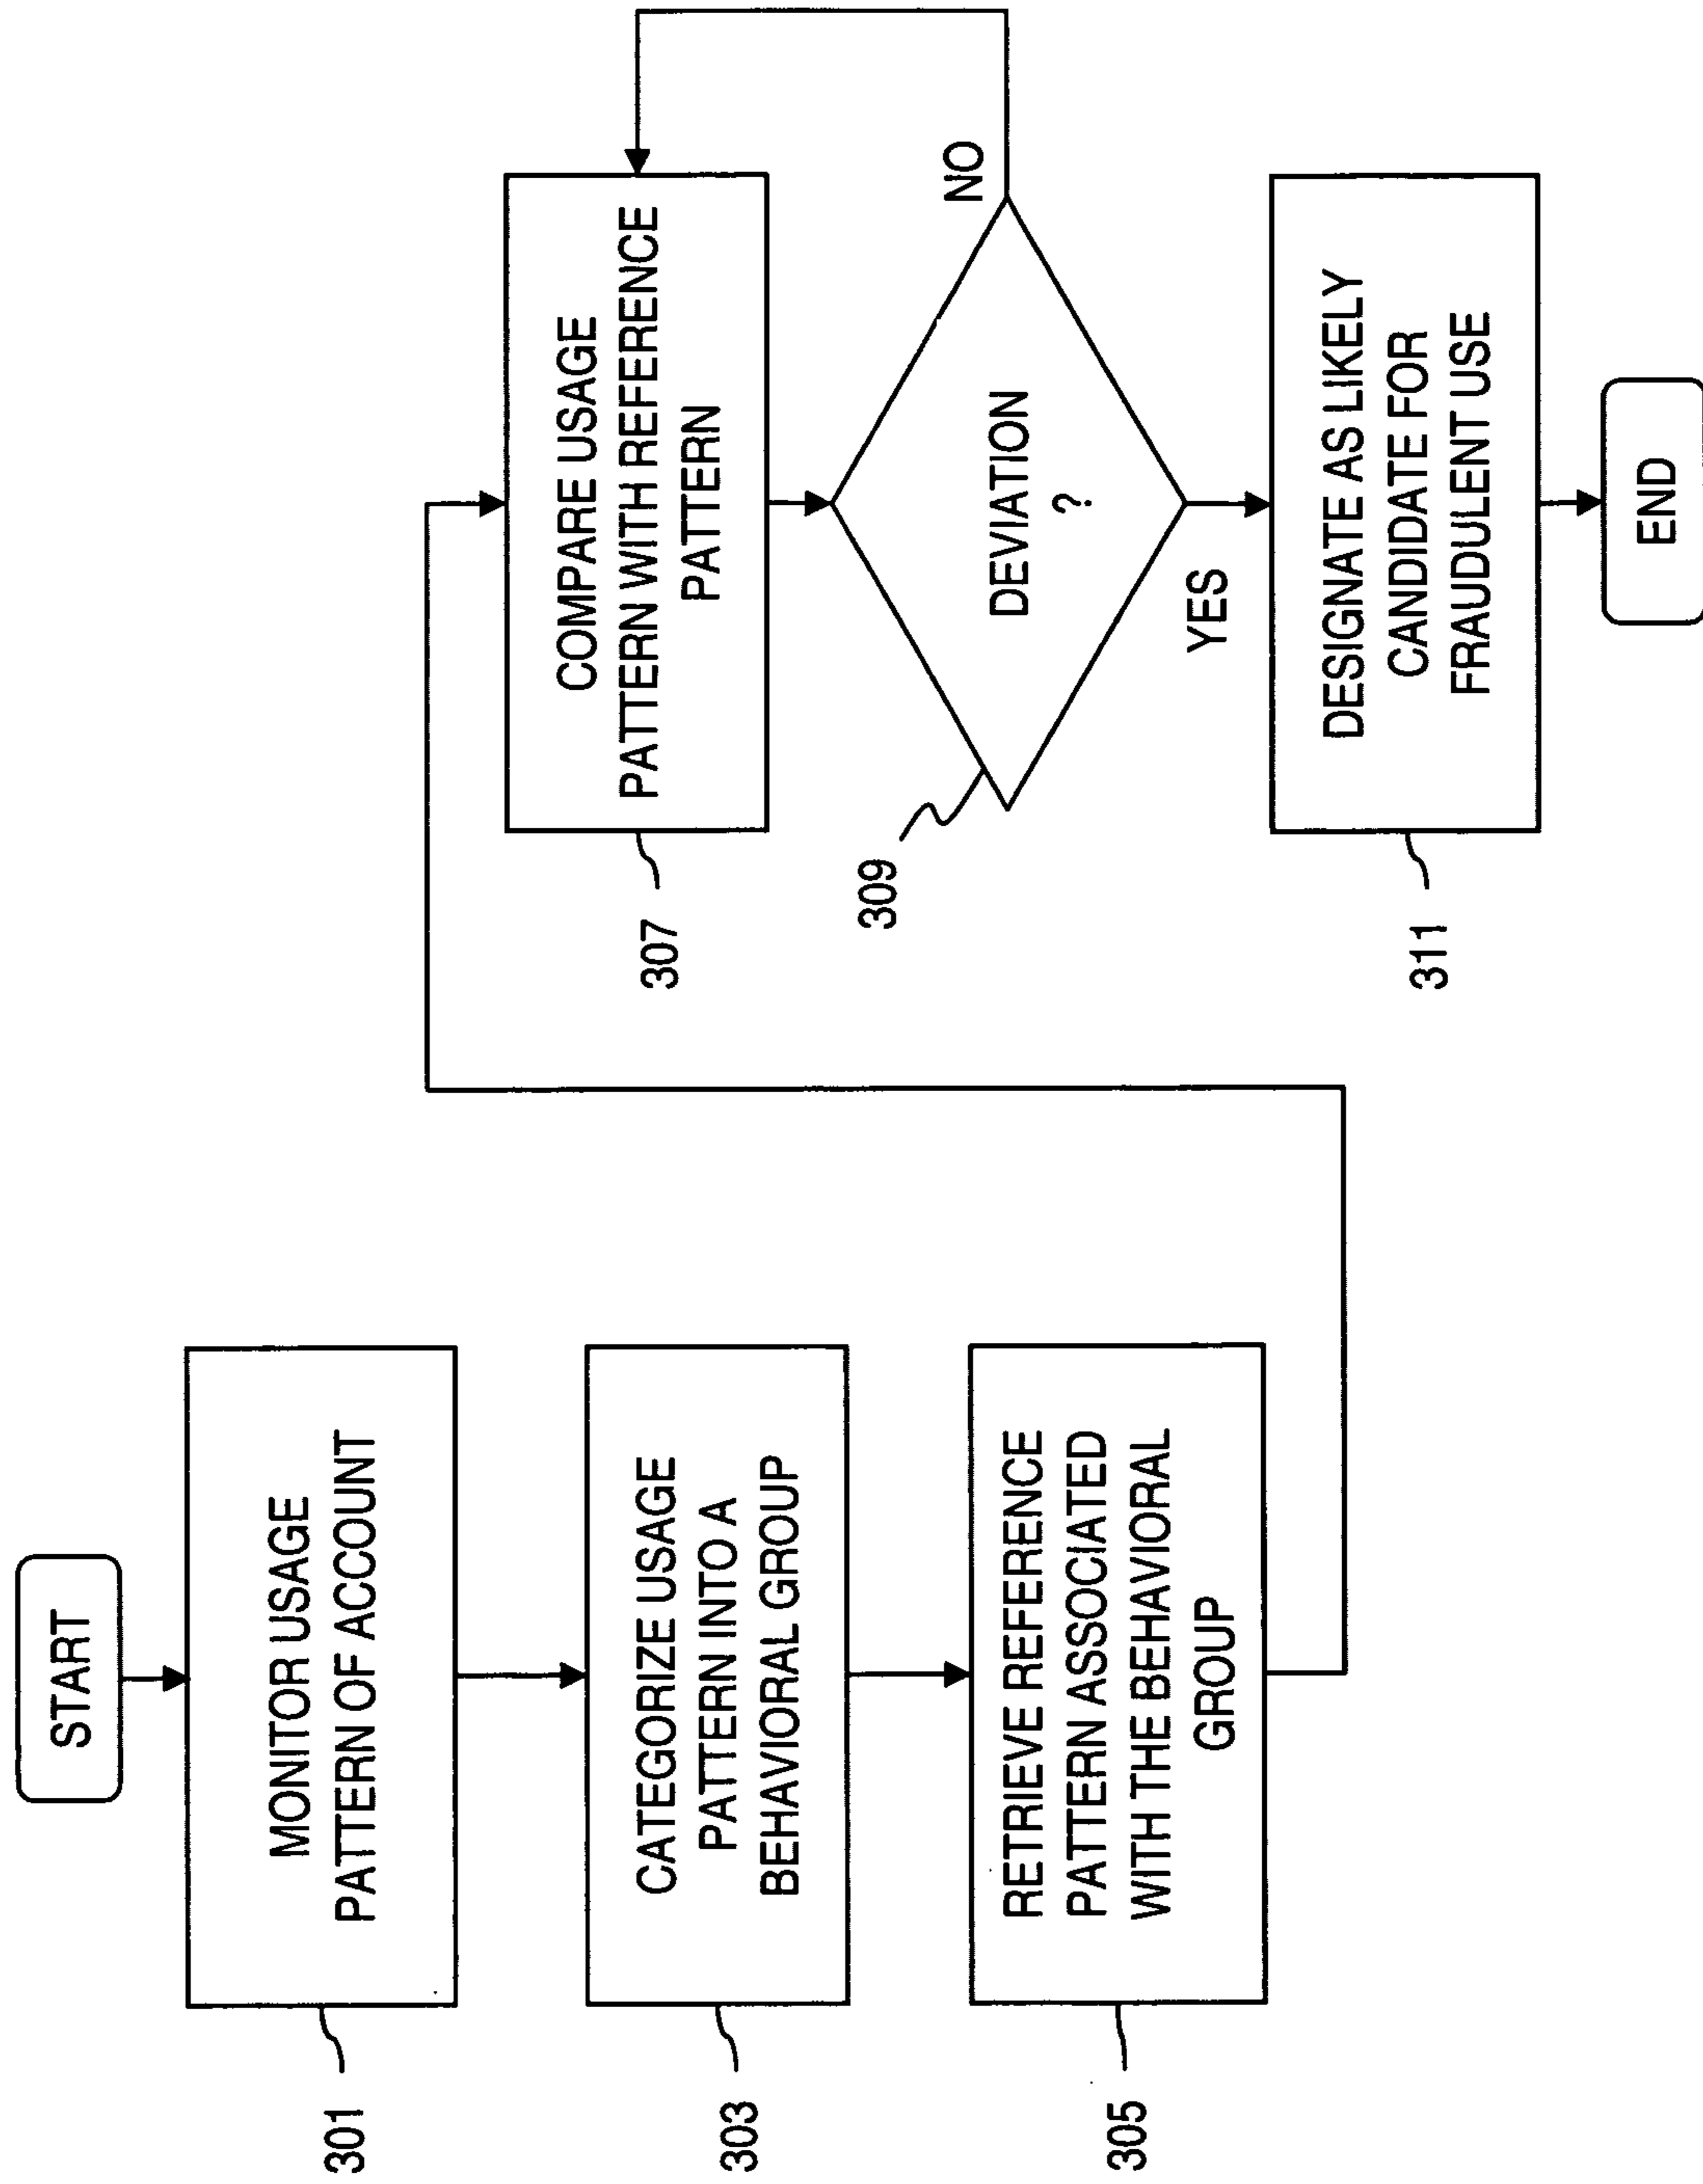 START
MONITOR USAGE
PATTERN OF ACCOUNT
301
CATEGORIZE USAGE
PATTERN INTO A
BEHAVIORAL GROUP
303
RETRIEVE REFERENCE
PATTERN ASSOCIATED
WITH THE BEHAVIORAL
GROUP
305
COMPARE USAGE
PATTERN WITH REFERENCE
PATTERN
307
DEVIATION
?
309
NO
YES
DESIGNATE AS LIKELY
CANDIDATE FOR
FRAUDULENT USE
311
END